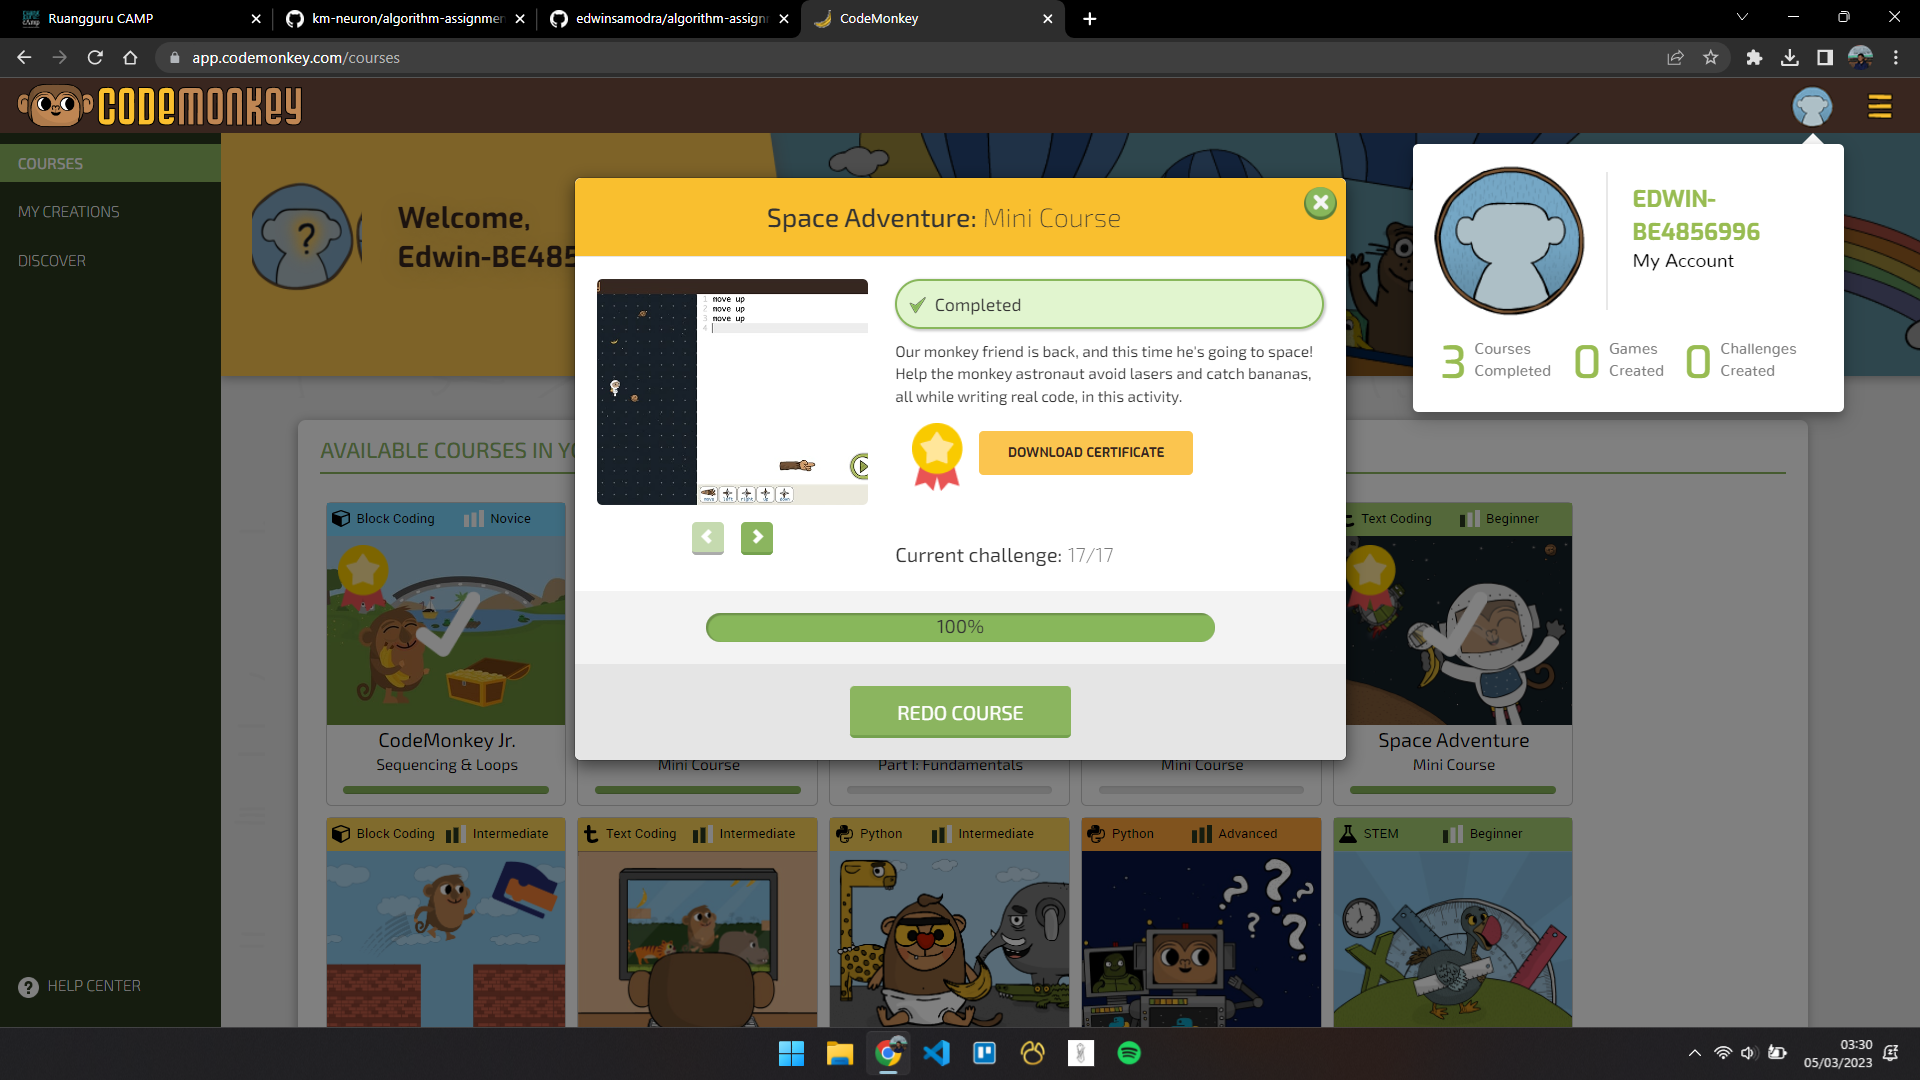 Ruangguru CAMP
km-neuron/algorithm-assignmen
edwinsamodra/algorithm-assign
CodeMonkey
app.codemonkey.com/courses
CODEMONKEY
COURSES
MY CREATIONS
DISCOVER
HELP CENTER
Welcome,
Edwin-BE485
EDWIN-
BE4856996
My Account
3 Courses Completed
0 Games Created
0 Challenges Created
Space Adventure: Mini Course
1 move up
2 move up
3 move up
4
Completed
Our monkey friend is back, and this time he's going to space!
Help the monkey astronaut avoid lasers and catch bananas,
all while writing real code, in this activity.
DOWNLOAD CERTIFICATE
Current challenge: 17/17
100%
REDO COURSE
AVAILABLE COURSES IN YO
Block Coding Novice
Text Coding Beginner
CodeMonkey Jr.
Sequencing & Loops
Mini Course
Part I: Fundamentals
Mini Course
Space Adventure
Mini Course
Block Coding Intermediate
Text Coding Intermediate
Python Intermediate
Python Advanced
STEM Beginner
03:30
05/03/2023